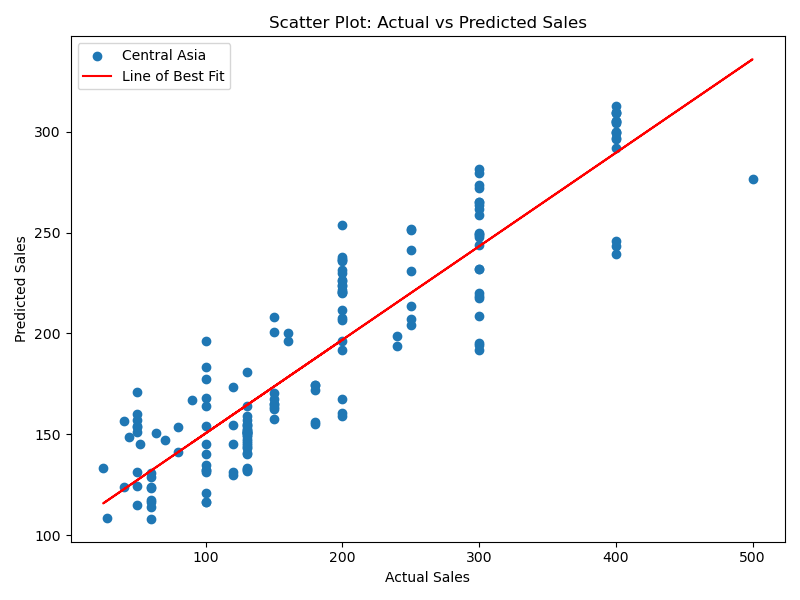 Scatter Plot: Actual vs Predicted Sales
Central Asia
Line of Best Fit
300
250
200
150
100
Predicted Sales
100 200 300 400 500
Actual Sales